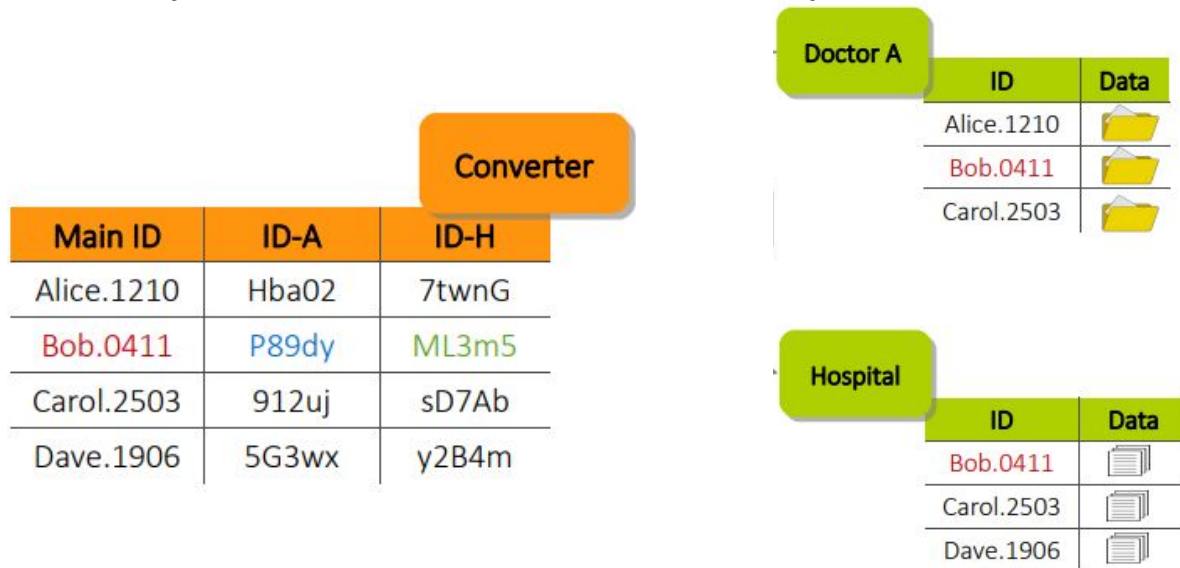 Converter
Main ID ID-A ID-H
Alice.1210 Hba02 7twnG
Bob.0411 P89dy ML3m5
Carol.2503 912uj sD7Ab
Dave.1906 5G3wx y2B4m
Doctor A
ID Data
Alice.1210
Bob.0411
Carol.2503
Hospital
ID Data
Bob.0411
Carol.2503
Dave.1906